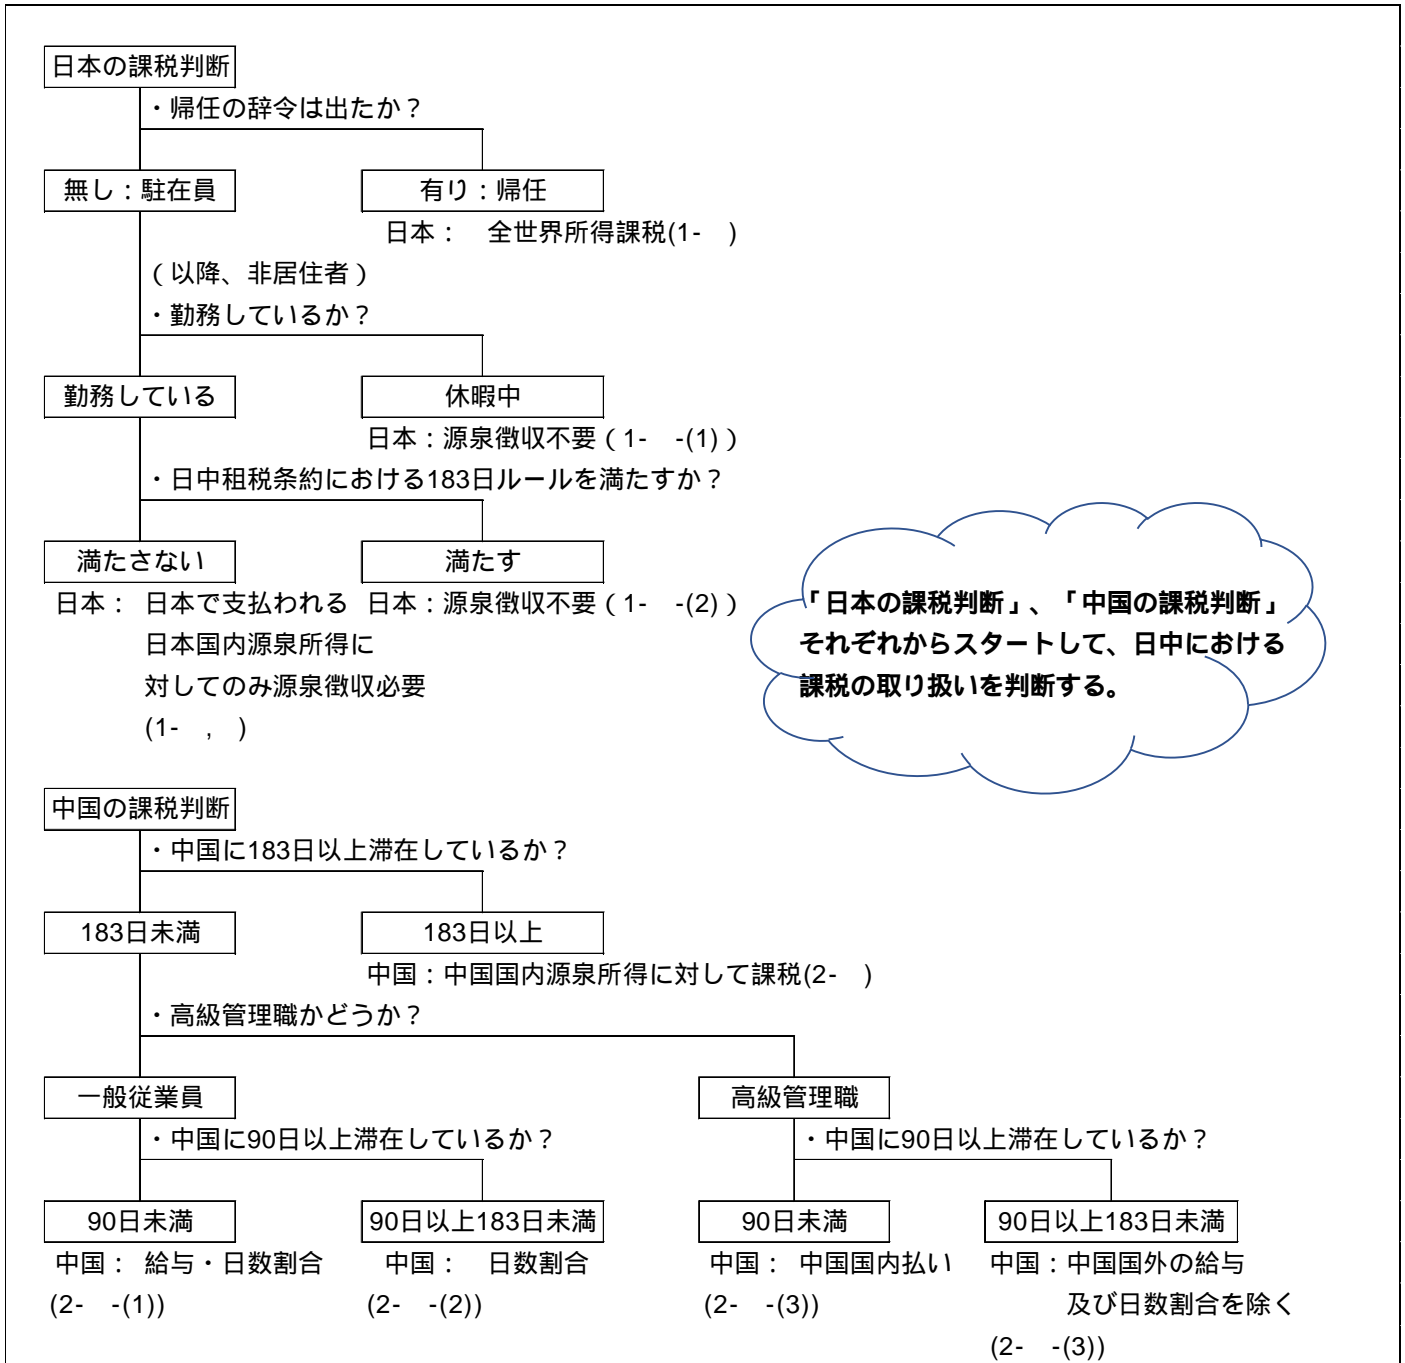 日本の課税判断
・帰任の辞令は出たか？
無し：駐在員　有り：帰任
日本：　全世界所得課税(1-　)
（以降、非居住者）
・勤務しているか？
勤務している　休暇中
日本：源泉徴収不要（1-　-(1)）
・日中租税条約における183日ルールを満たすか？
満たさない　満たす
日本：　日本で支払われる　日本：源泉徴収不要（1-　-(2)）
日本国内源泉所得に
対してのみ源泉徴収必要
(1-　,　)
「日本の課税判断」、「中国の課税判断」
それぞれからスタートして、日中における
課税の取り扱いを判断する。
中国の課税判断
・中国に183日以上滞在しているか？
183日未満　183日以上
中国：中国国内源泉所得に対して課税(2-　)
・高級管理職かどうか？
一般従業員　高級管理職
・中国に90日以上滞在しているか？　・中国に90日以上滞在しているか？
90日未満　90日以上183日未満　90日未満　90日以上183日未満
中国：　給与・日数割合　中国：　日数割合　中国：　中国国内払い　中国：中国国外の給与
(2-　-(1))　(2-　-(2))　(2-　-(3))　及び日数割合を除く
(2-　-(3))